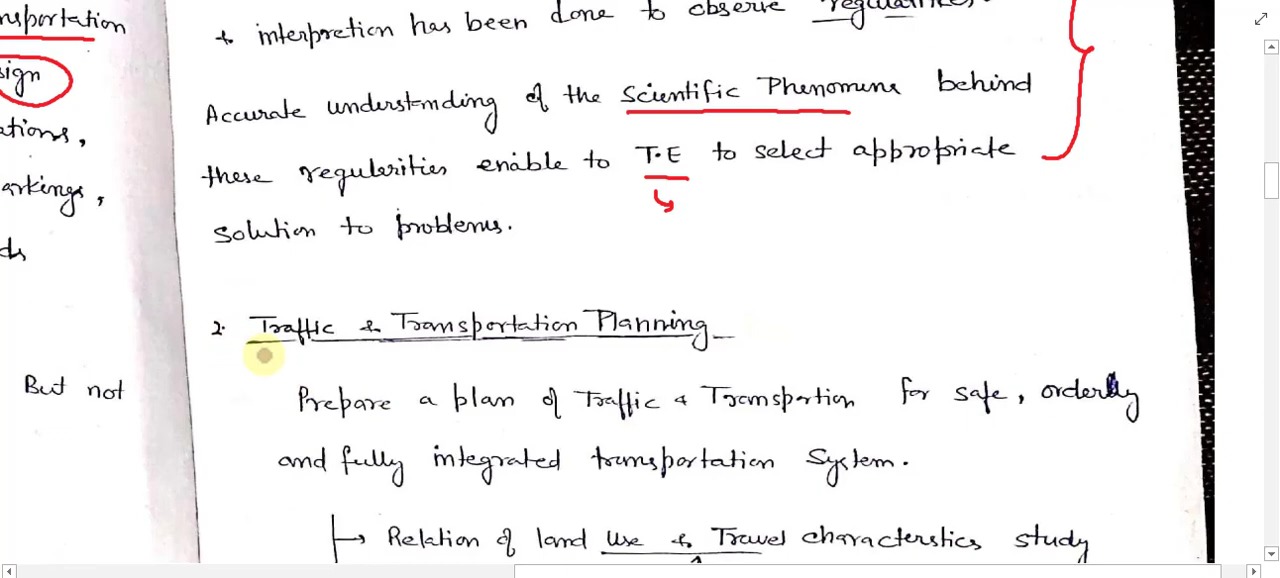 nsportation
sign
ations,
arkings,
ds
But not
+ interpretion has been done to observe
Accurate understanding of the Scientific Phenomena behind
these regularities enable to T.E to select appropriate
solution to problems.
2. Traffic & Transportation Planning
Prepare a plan of Traffic & Transportion for safe, orderly
and fully integrated transportation System.
→ Relation of land use & Travel characterstics study